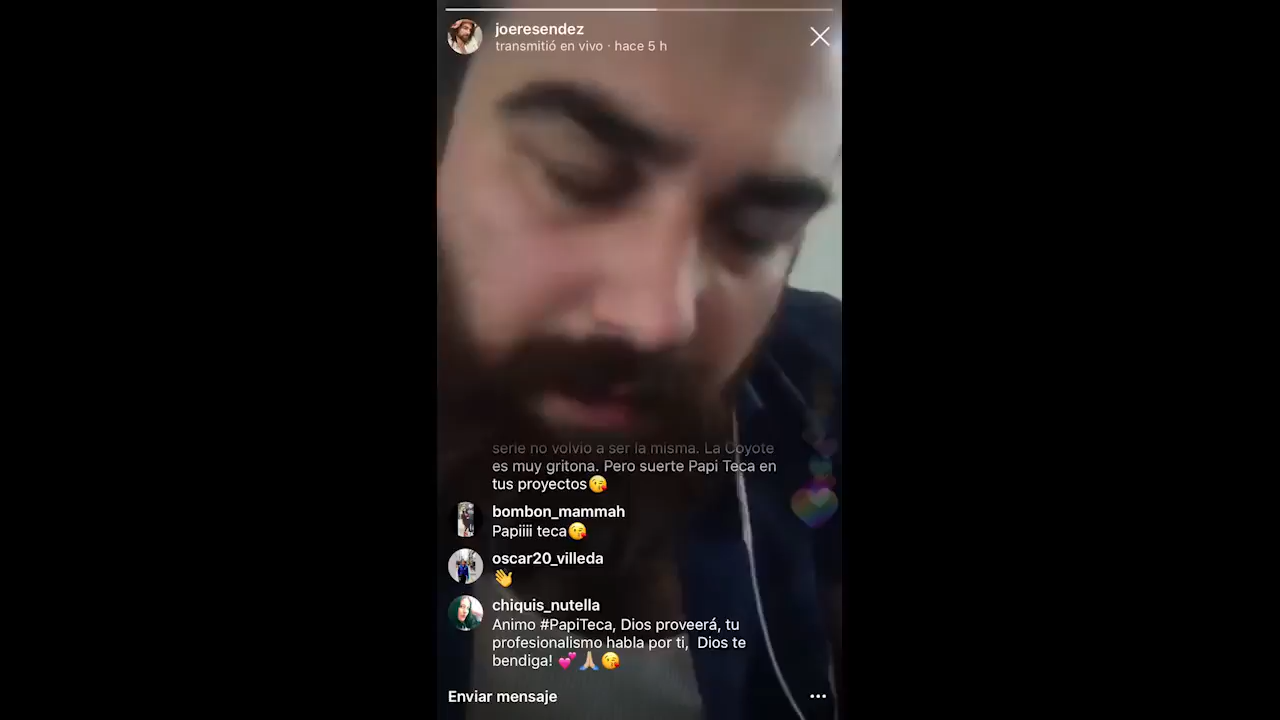 joeresendez
transmitió en vivo · hace 5 h
serie no volvio a ser la misma. La Coyote
es muy gritona. Pero suerte Papi Teca en
tus proyectos😘
bombon_mammah
Papiiii teca😘
oscar20_villeda
👋
chiquis_nutella
Animo #PapiTeca, Dios proveerá, tu
profesionalismo habla por ti,  Dios te
bendiga! 💕🙏🏼😘
Enviar mensaje